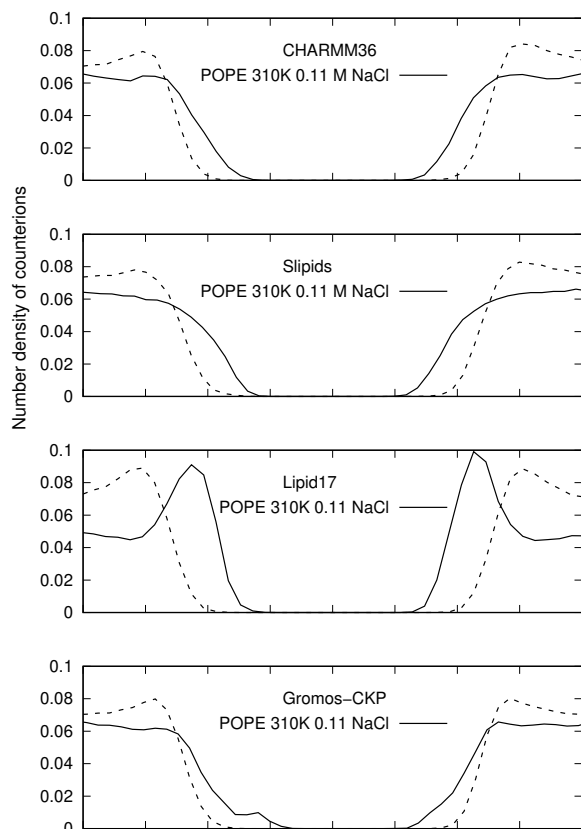 Number density of counterions
0.1
0.08
0.06
0.04
0.02
0
CHARMM36
POPE 310K 0.11 M NaCl
0.1
0.08
0.06
0.04
0.02
0
Slipids
POPE 310K 0.11 M NaCl
0.1
0.08
0.06
0.04
0.02
0
Lipid17
POPE 310K 0.11 NaCl
0.1
0.08
0.06
0.04
0.02
0
Gromos-CKP
POPE 310K 0.11 NaCl